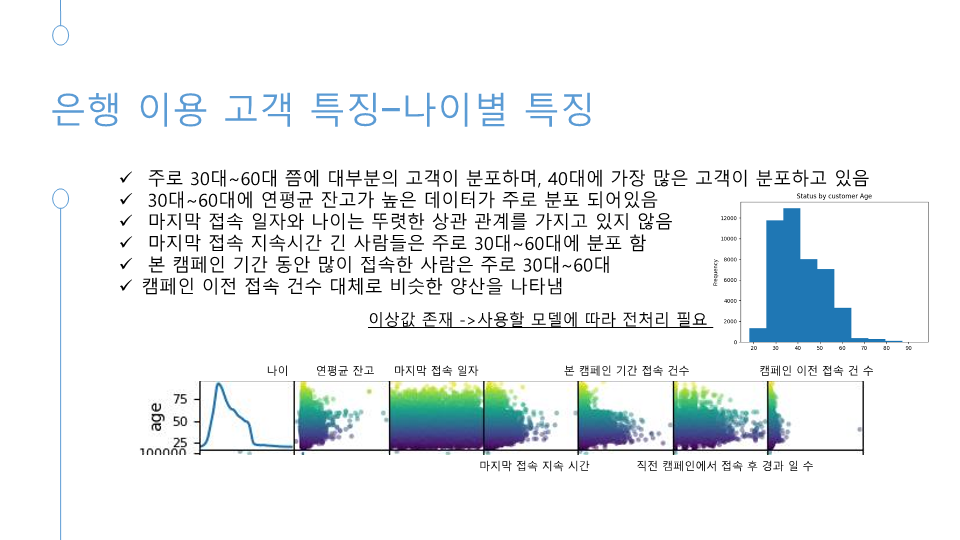 은행 이용 고객 특징-나이별 특징
✓ 주로 30대~60대 쯤에 대부분의 고객이 분포하며, 40대에 가장 많은 고객이 분포하고 있음
✓ 30대~60대에 연평균 잔고가 높은 데이터가 주로 분포 되어있음
✓ 마지막 접속 일자와 나이는 뚜렷한 상관 관계를 가지고 있지 않음
✓ 마지막 접속 지속시간 긴 사람들은 주로 30대~60대에 분포 함
✓ 본 캠페인 기간 동안 많이 접속한 사람은 주로 30대~60대
✓ 캠페인 이전 접속 건수 대체로 비슷한 양산을 나타냄
이상값 존재 ->사용할 모델에 따라 전처리 필요
Status by customer Age
Frequency
12000
10000
8000
6000
4000
2000
0
20 30 40 50 60 70 80 90
나이 연평균 잔고 마지막 접속 일자 본 캠페인 기간 접속 건수 캠페인 이전 접속 건 수
age
75
50
25
100000
마지막 접속 지속 시간 직전 캠페인에서 접속 후 경과 일 수